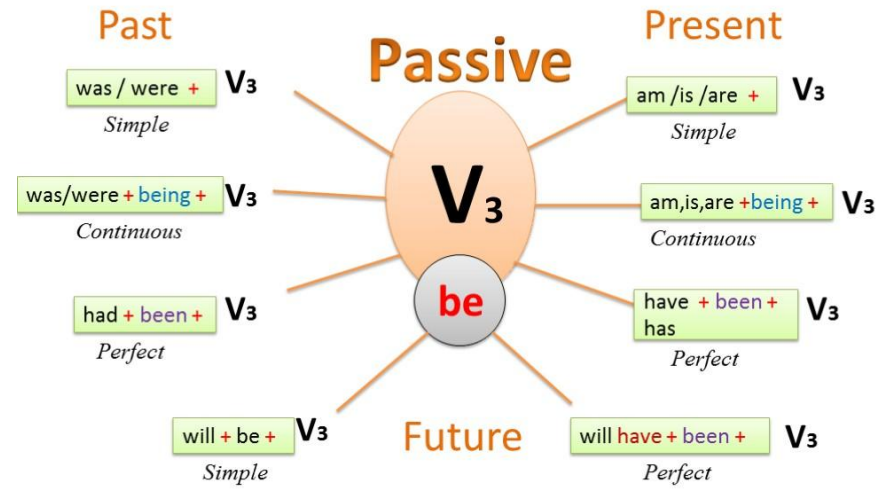 Past
Passive
Present
was / were + V3
Simple
am /is /are + V3
Simple
V3
was/were + being + V3
Continuous
am,is,are +being + V3
Continuous
be
had + been + V3
Perfect
have + been + V3
has
Perfect
Future
will + be + V3
Simple
will have + been + V3
Perfect